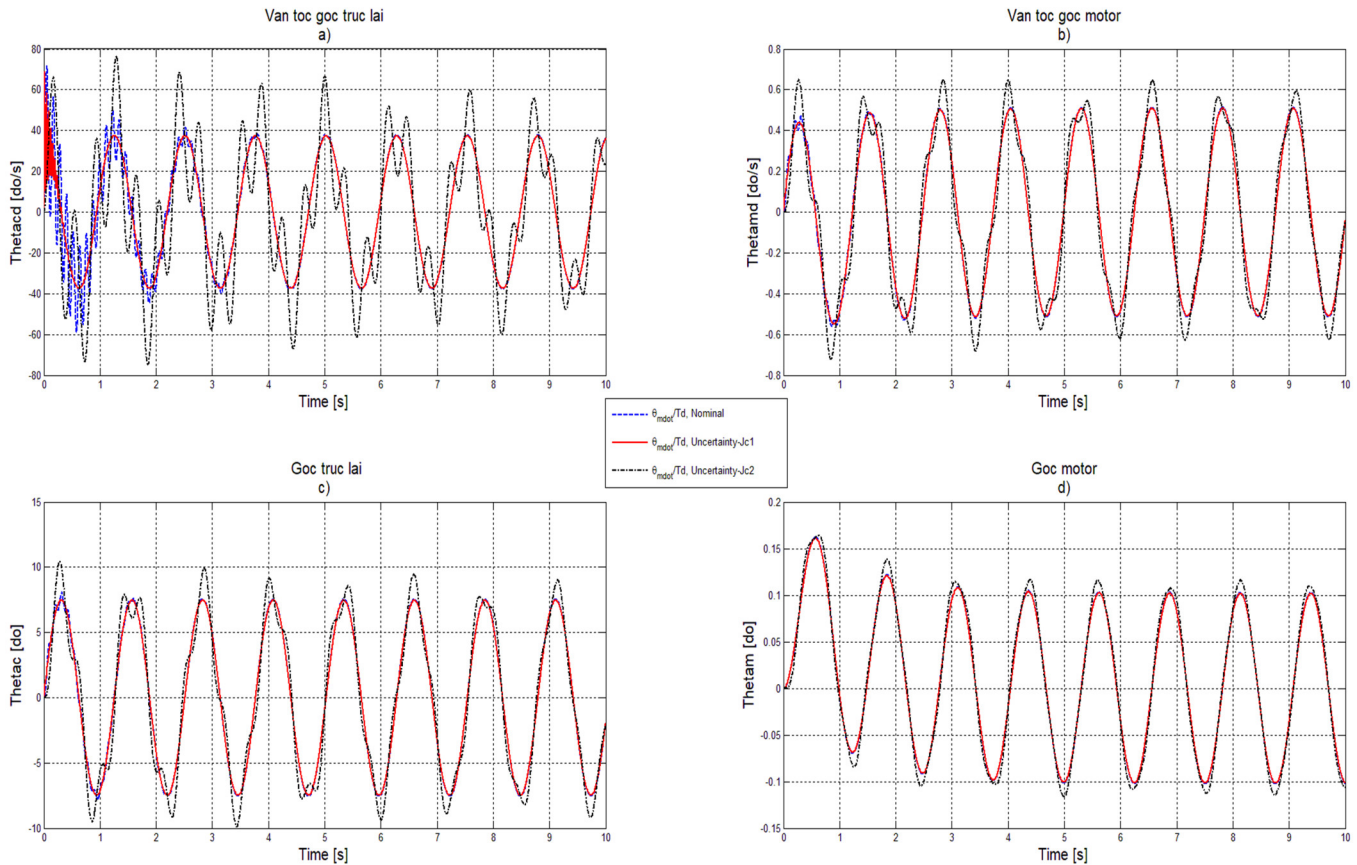 Van toc goc truc lai
a)
80
60
40
20
0
-20
-40
-60
-80
Thetacd [do/s]
0 1 2 3 4 5 6 7 8 9 10
Time [s]
Van toc goc motor
b)
0.8
0.6
0.4
0.2
0
-0.2
-0.4
-0.6
-0.8
Thetamd [do/s]
0 1 2 3 4 5 6 7 8 9 10
Time [s]
θmdot/Td, Nominal
θmdot/Td, Uncertainty-Jc1
θmdot/Td, Uncertainty-Jc2
Goc truc lai
c)
15
10
5
0
-5
-10
Thetac [do]
0 1 2 3 4 5 6 7 8 9 10
Time [s]
Goc motor
d)
0.2
0.15
0.1
0.05
0
-0.05
-0.1
-0.15
Thetam [do]
0 1 2 3 4 5 6 7 8 9 10
Time [s]